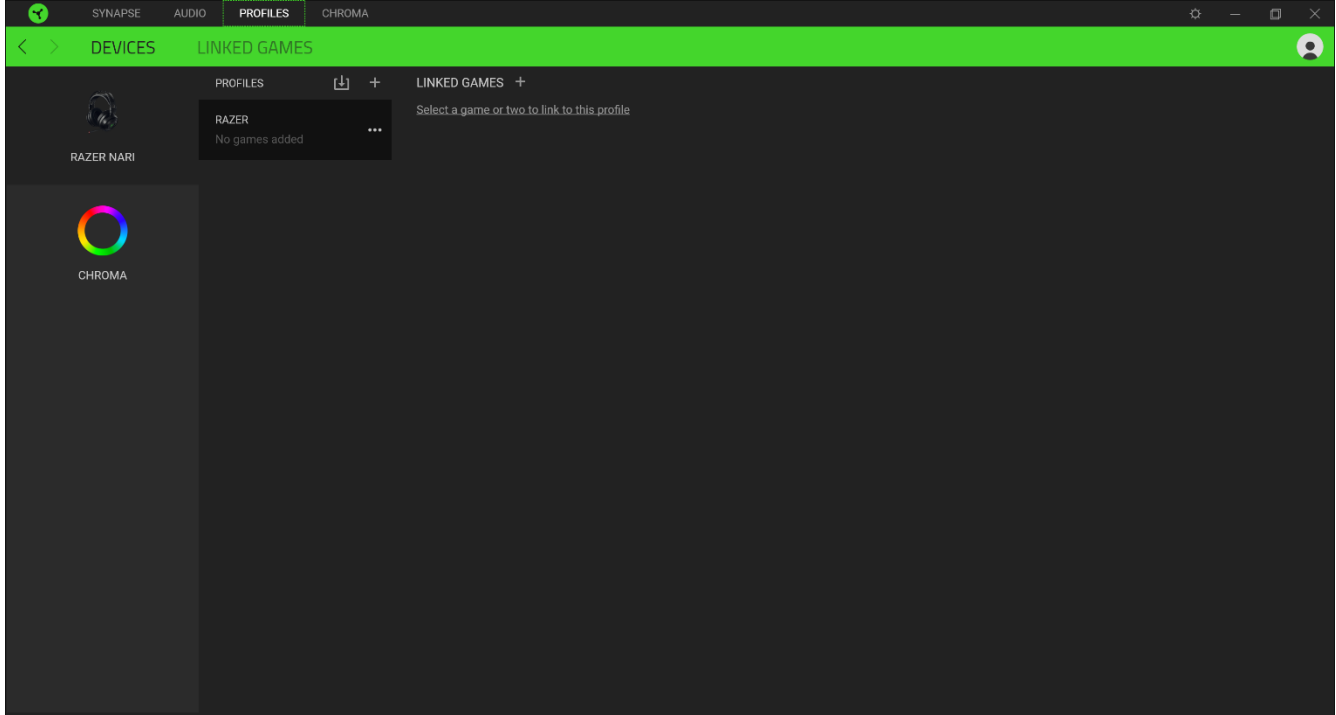 SYNAPSE AUDIO PROFILES CHROMA
DEVICES LINKED GAMES
RAZER NARI
CHROMA
PROFILES
RAZER
No games added
LINKED GAMES
Select a game or two to link to this profile